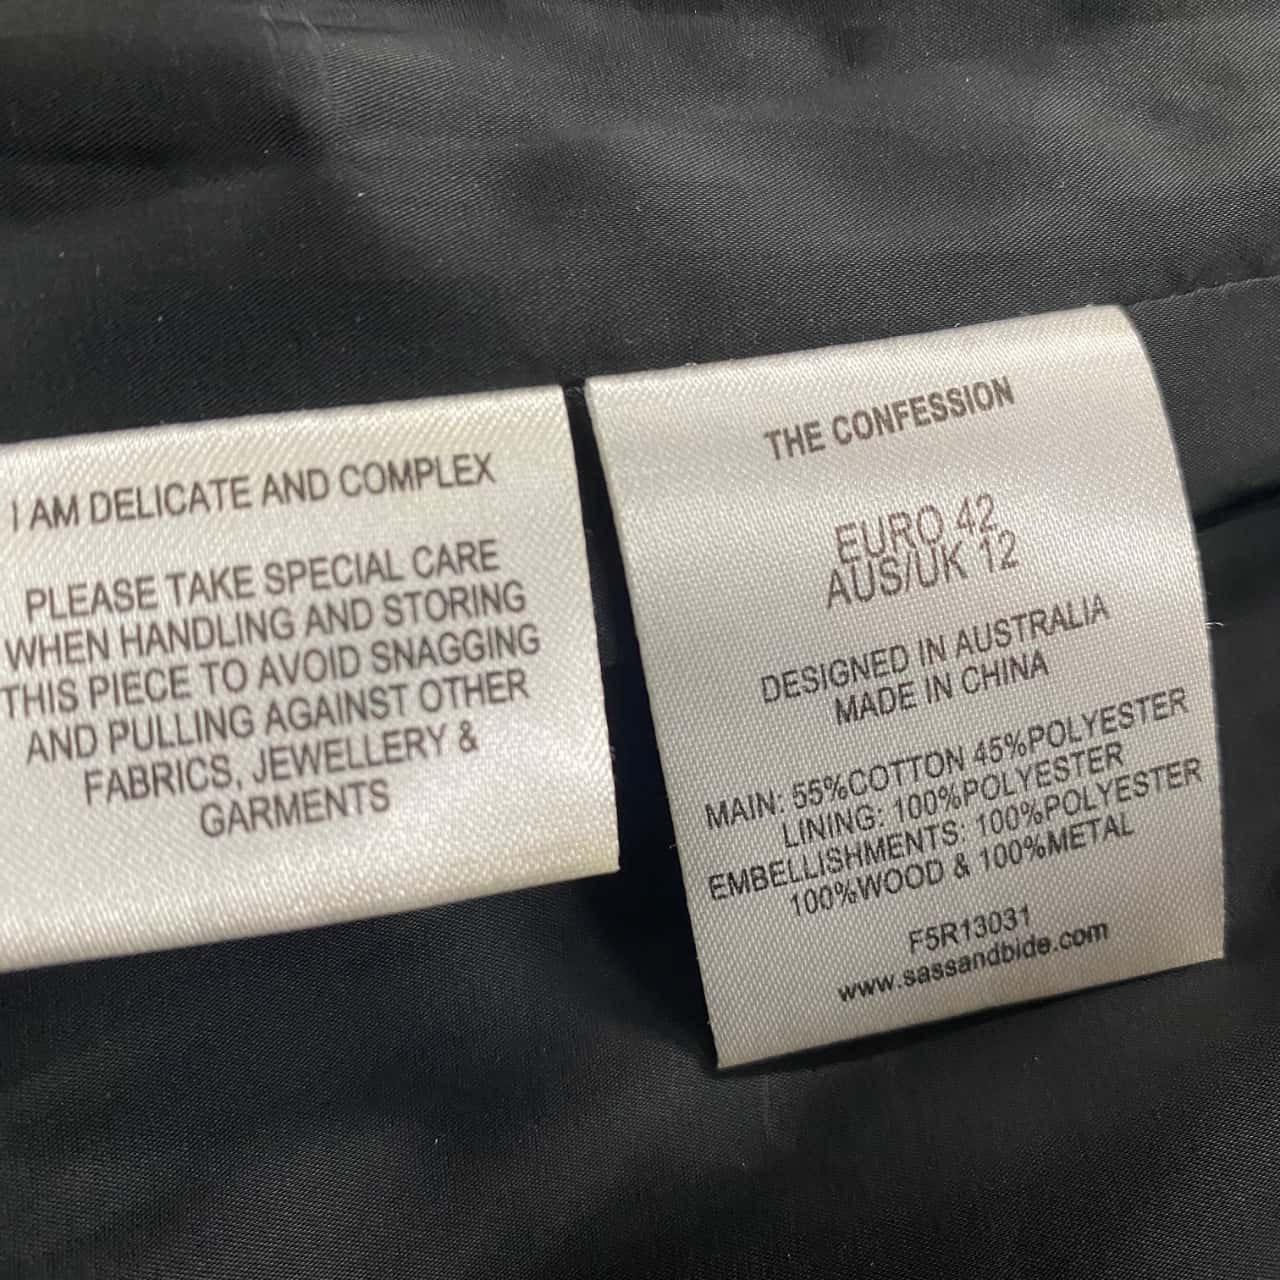 I AM DELICATE AND COMPLEX
PLEASE TAKE SPECIAL CARE
WHEN HANDLING AND STORING
THIS PIECE TO AVOID SNAGGING
AND PULLING AGAINST OTHER
FABRICS, JEWELLERY &
GARMENTS
THE CONFESSION
EURO 42
AUS/UK 12
DESIGNED IN AUSTRALIA
MADE IN CHINA
MAIN: 55%COTTON 45%POLYESTER
LINING: 100%POLYESTER
EMBELLISHMENTS: 100%POLYESTER
100%WOOD & 100%METAL
F5R13031
www.sassandbide.com